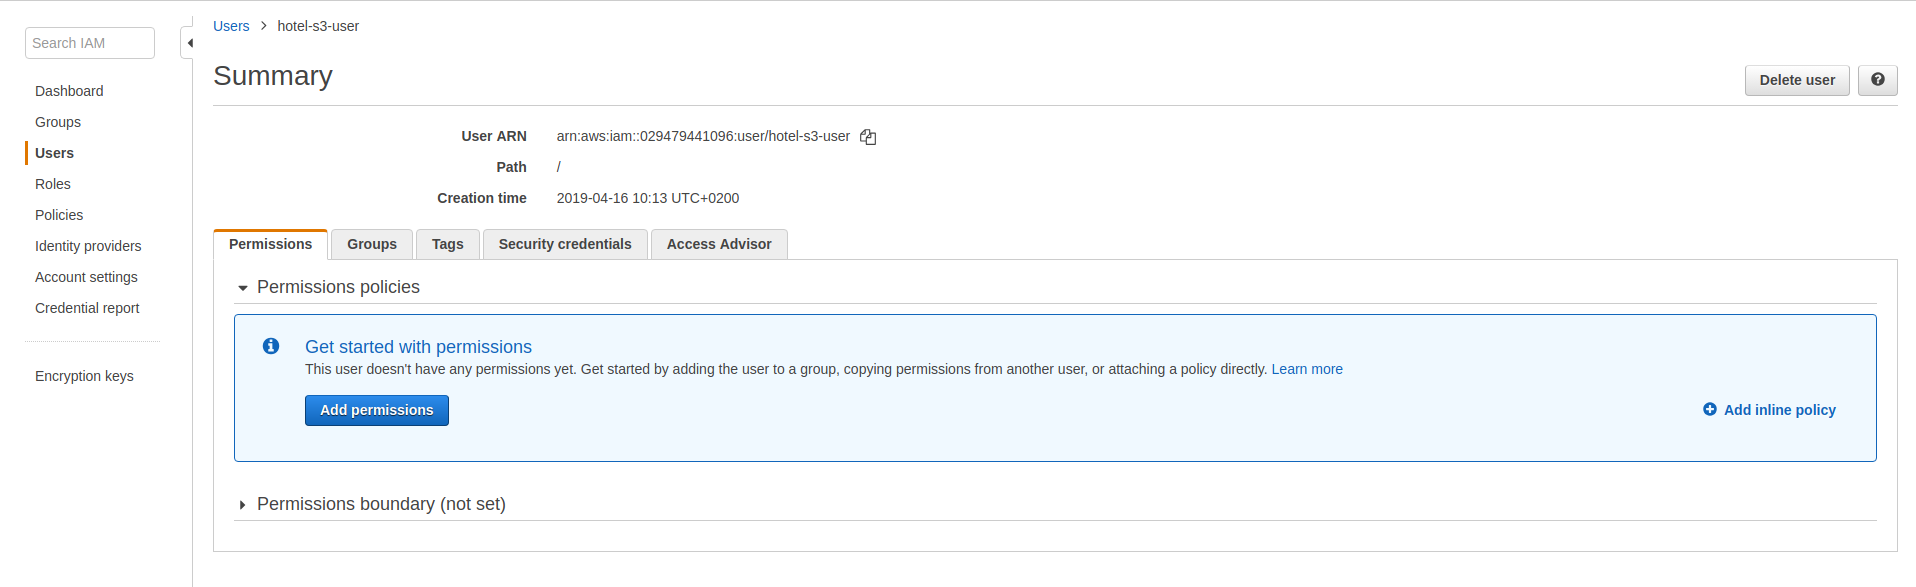 Search IAM
Dashboard
Groups
Users
Roles
Policies
Identity providers
Account settings
Credential report
Encryption keys
Users > hotel-s3-user
Summary
Delete user
User ARN arn:aws:iam::029479441096:user/hotel-s3-user
Path /
Creation time 2019-04-16 10:13 UTC+0200
Permissions Groups Tags Security credentials Access Advisor
Permissions policies
Get started with permissions
This user doesn't have any permissions yet. Get started by adding the user to a group, copying permissions from another user, or attaching a policy directly. Learn more
Add permissions Add inline policy
Permissions boundary (not set)